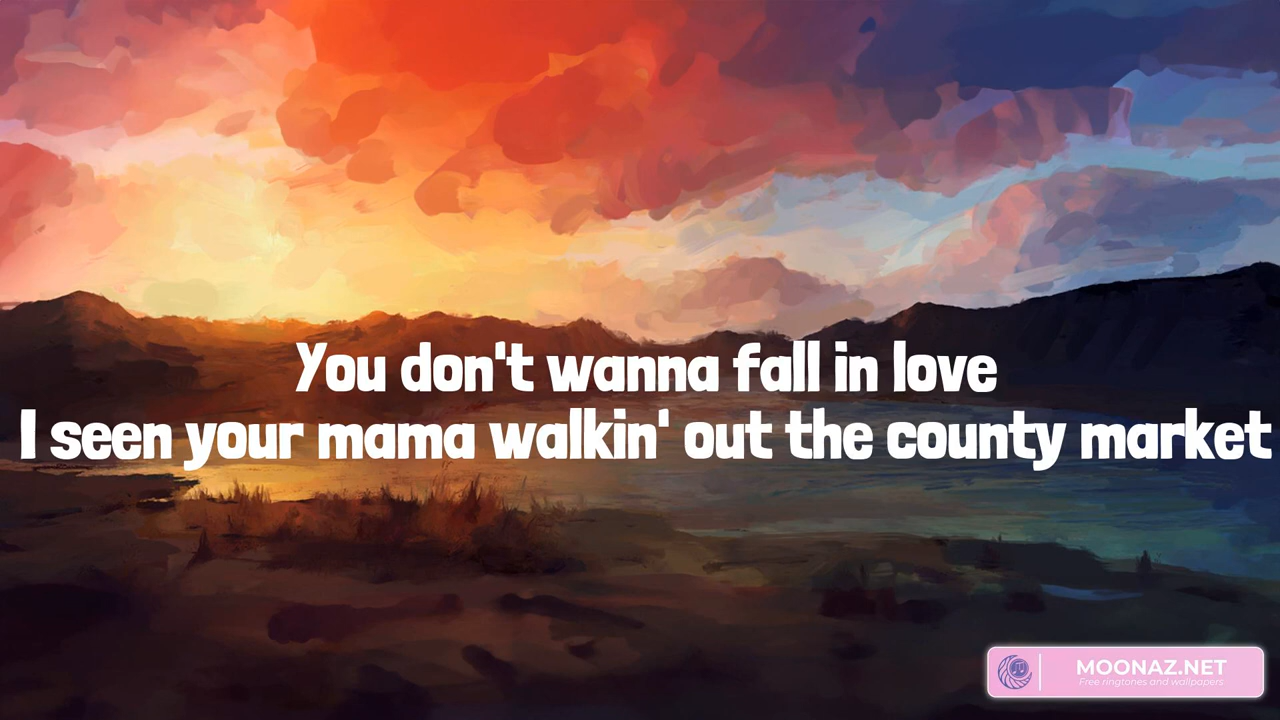 You don't wanna fall in love
I seen your mama walkin' out the county market
MOONAZ.NET
Free ringtones and wallpapers